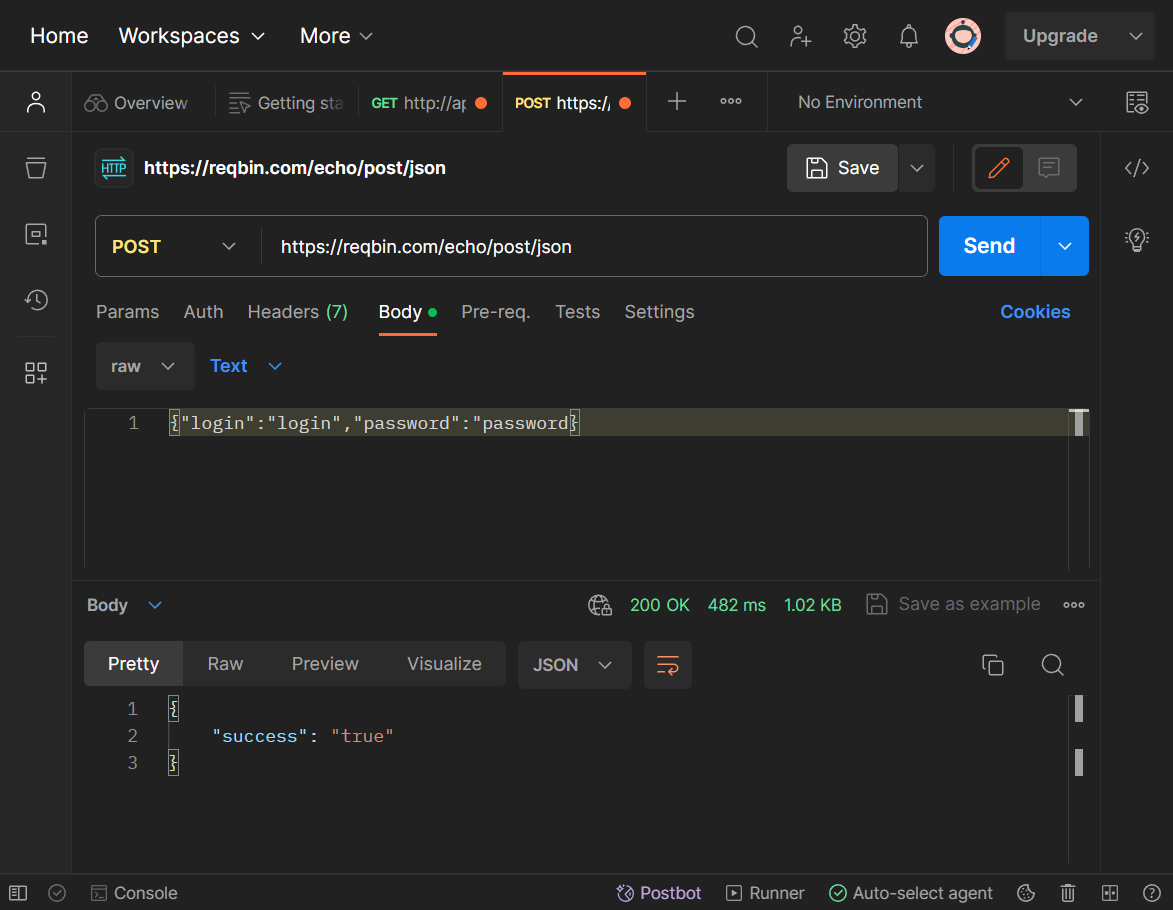 Home Workspaces More Upgrade
Overview Getting sta GET http://ap POST https:// No Environment
HTTP https://reqbin.com/echo/post/json Save
POST https://reqbin.com/echo/post/json Send
Params Auth Headers (7) Body Pre-req. Tests Settings Cookies
raw Text
1 {"login":"login","password":"password}
Body 200 OK 482 ms 1.02 KB Save as example
Pretty Raw Preview Visualize JSON
1 {
2 "success": "true"
3 }
Console Postbot Runner Auto-select agent